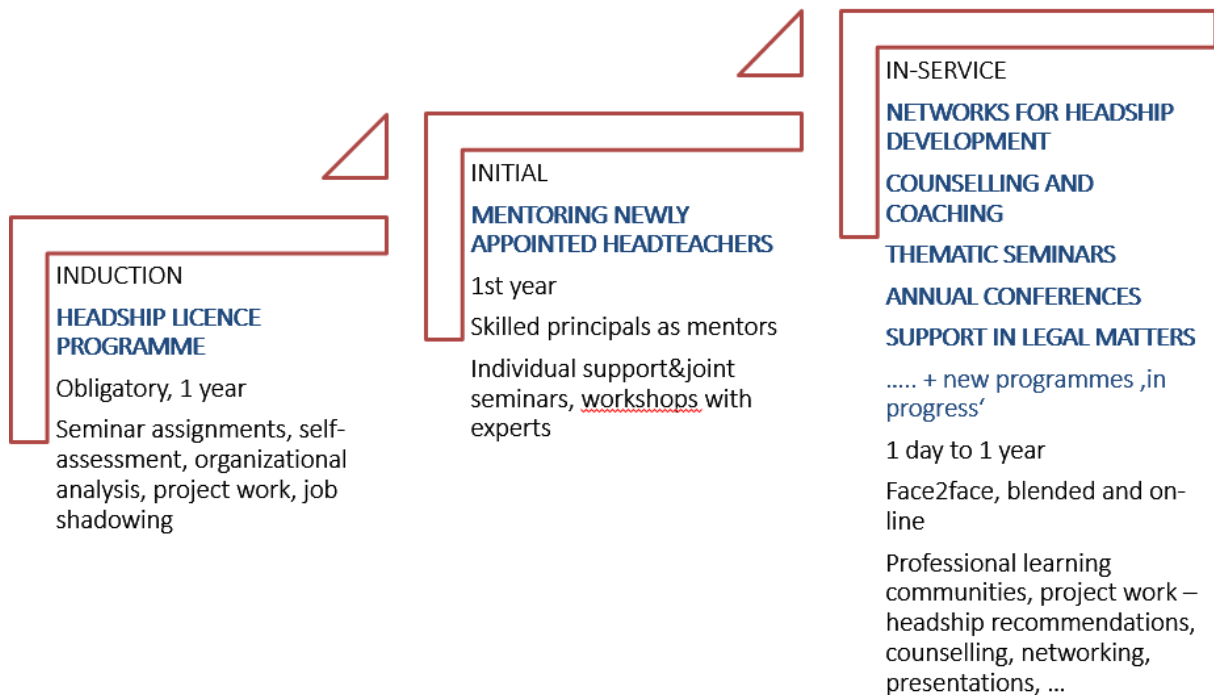 INDUCTION
HEADSHIP LICENCE
PROGRAMME
Obligatory, 1 year
Seminar assignments, self-
assessment, organizational
analysis, project work, job
shadowing
INITIAL
MENTORING NEWLY
APPOINTED HEADTEACHERS
1st year
Skilled principals as mentors
Individual support&joint
seminars, workshops with
experts
IN-SERVICE
NETWORKS FOR HEADSHIP
DEVELOPMENT
COUNSELLING AND
COACHING
THEMATIC SEMINARS
ANNUAL CONFERENCES
SUPPORT IN LEGAL MATTERS
..... + new programmes ,in
progress‘
1 day to 1 year
Face2face, blended and on-
line
Professional learning
communities, project work –
headship recommendations,
counselling, networking,
presentations, ...